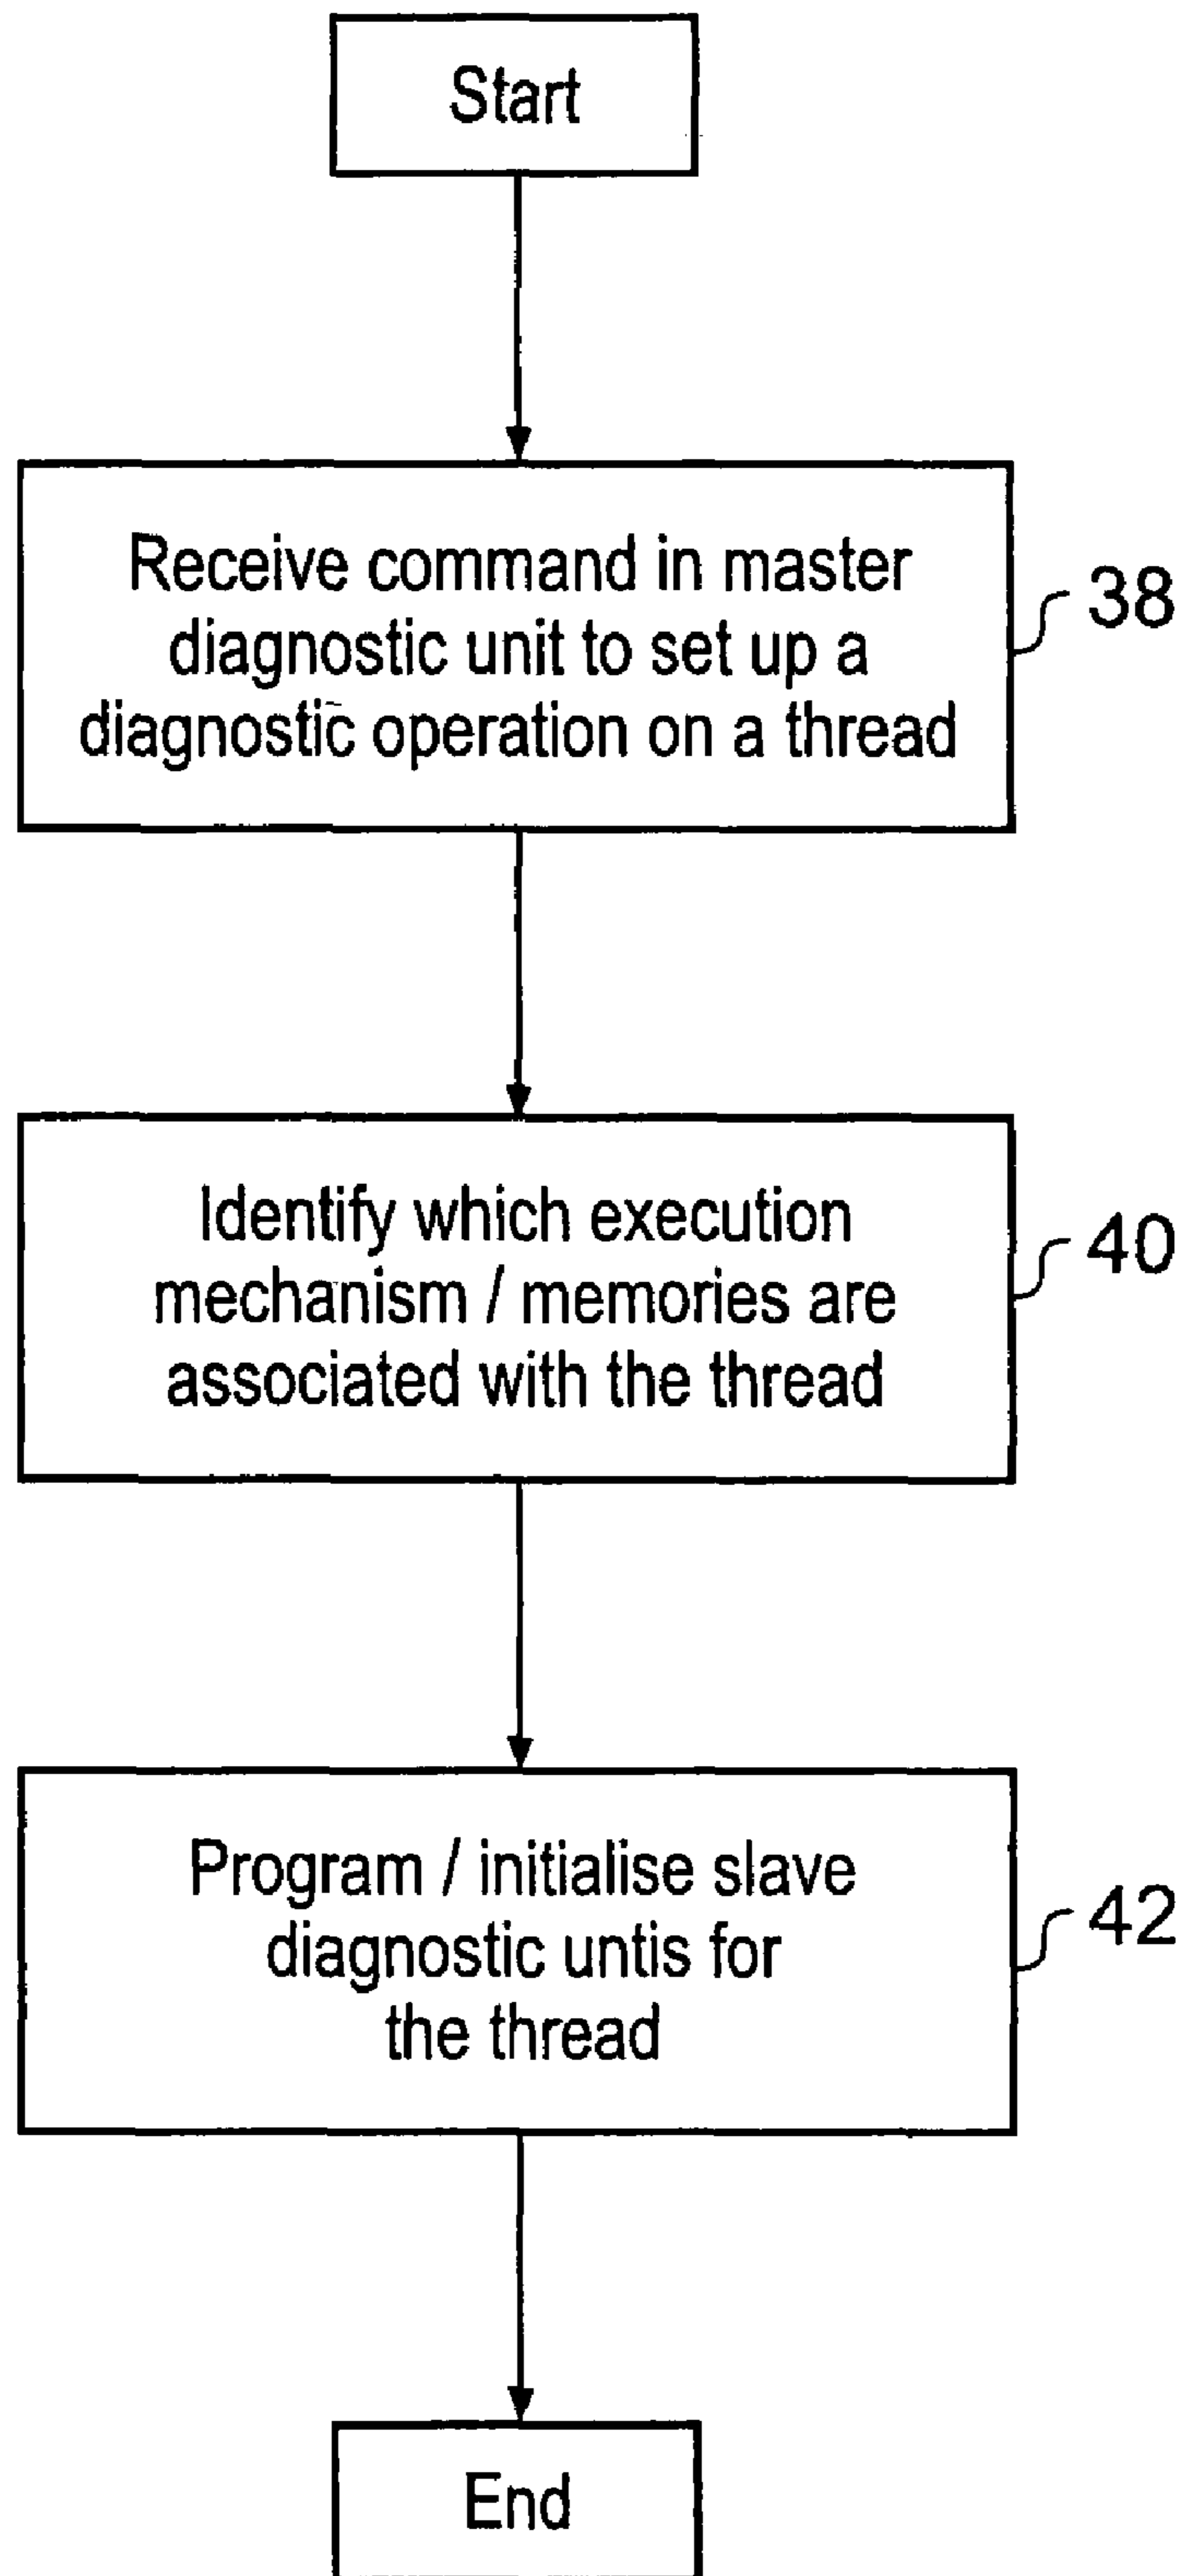 Start
Receive command in master
diagnostic unit to set up a
diagnostic operation on a thread
38
Identify which execution
mechanism / memories are
associated with the thread
40
Program / initialise slave
diagnostic untis for
the thread
42
End